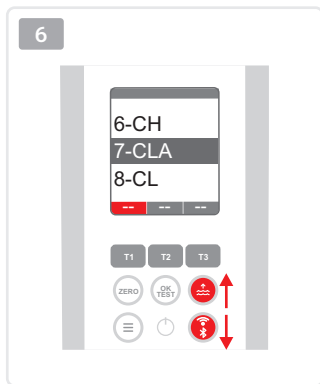 6
6-CH
7-CLA
8-CL
-- -- --
T1 T2 T3
ZERO OK TEST